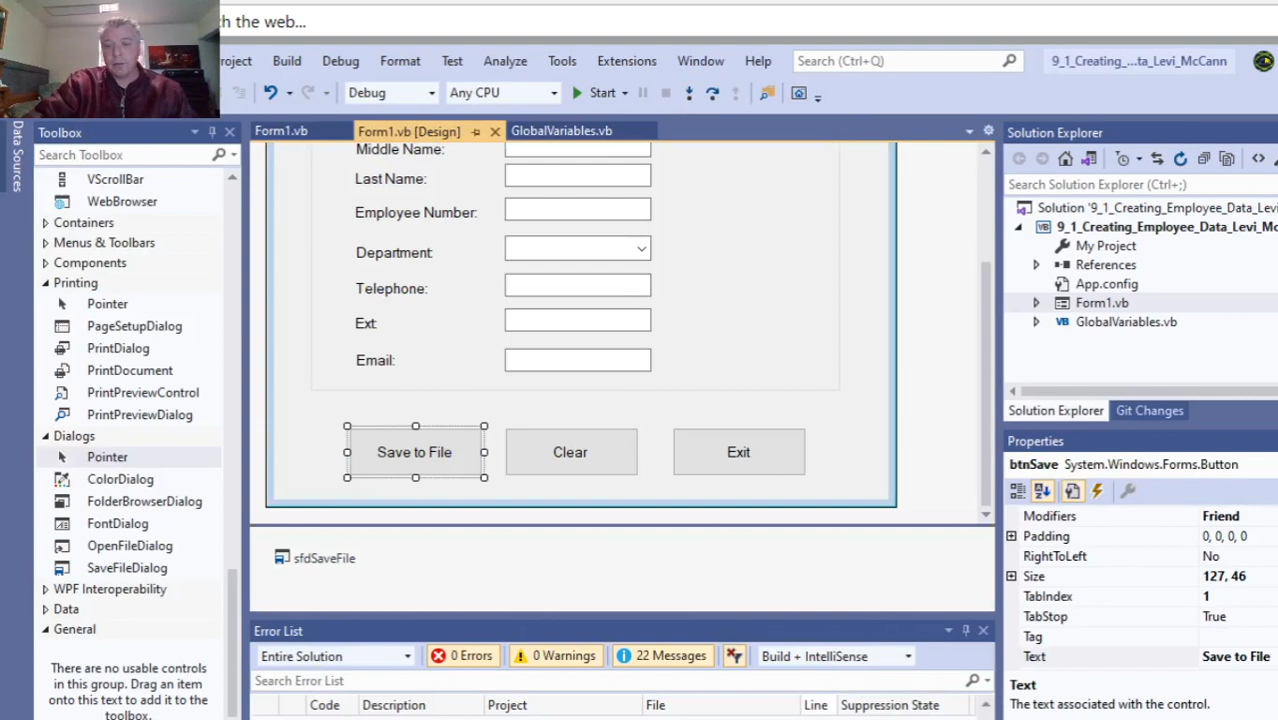 ch the web...
roject Build Debug Format Test Analyze Tools Extensions Window Help Search (Ctrl+Q) 9_1_Creating_...ta_Levi_McCann
Debug Any CPU Start
Data Sources
Toolbox
Search Toolbox
VScrollBar
WebBrowser
Containers
Menus & Toolbars
Components
Printing
Pointer
PageSetupDialog
PrintDialog
PrintDocument
PrintPreviewControl
PrintPreviewDialog
Dialogs
Pointer
ColorDialog
FolderBrowserDialog
FontDialog
OpenFileDialog
SaveFileDialog
WPF Interoperability
Data
General
There are no usable controls
in this group. Drag an item
onto this text to add it to the
toolbox.
Form1.vb Form1.vb [Design] GlobalVariables.vb
Middle Name:
Last Name:
Employee Number:
Department:
Telephone:
Ext:
Email:
Save to File Clear Exit
sfdSaveFile
Error List
Entire Solution 0 Errors 0 Warnings 22 Messages Build + IntelliSense
Search Error List
Code Description Project File Line Suppression State
Solution Explorer
Search Solution Explorer (Ctrl+;)
Solution '9_1_Creating_Employee_Data_Levi
9_1_Creating_Employee_Data_Levi_Mc
My Project
References
App.config
Form1.vb
GlobalVariables.vb
Solution Explorer Git Changes
Properties
btnSave System.Windows.Forms.Button
Modifiers Friend
Padding 0, 0, 0, 0
RightToLeft No
Size 127, 46
TabIndex 1
TabStop True
Tag
Text Save to File
Text
The text associated with the control.